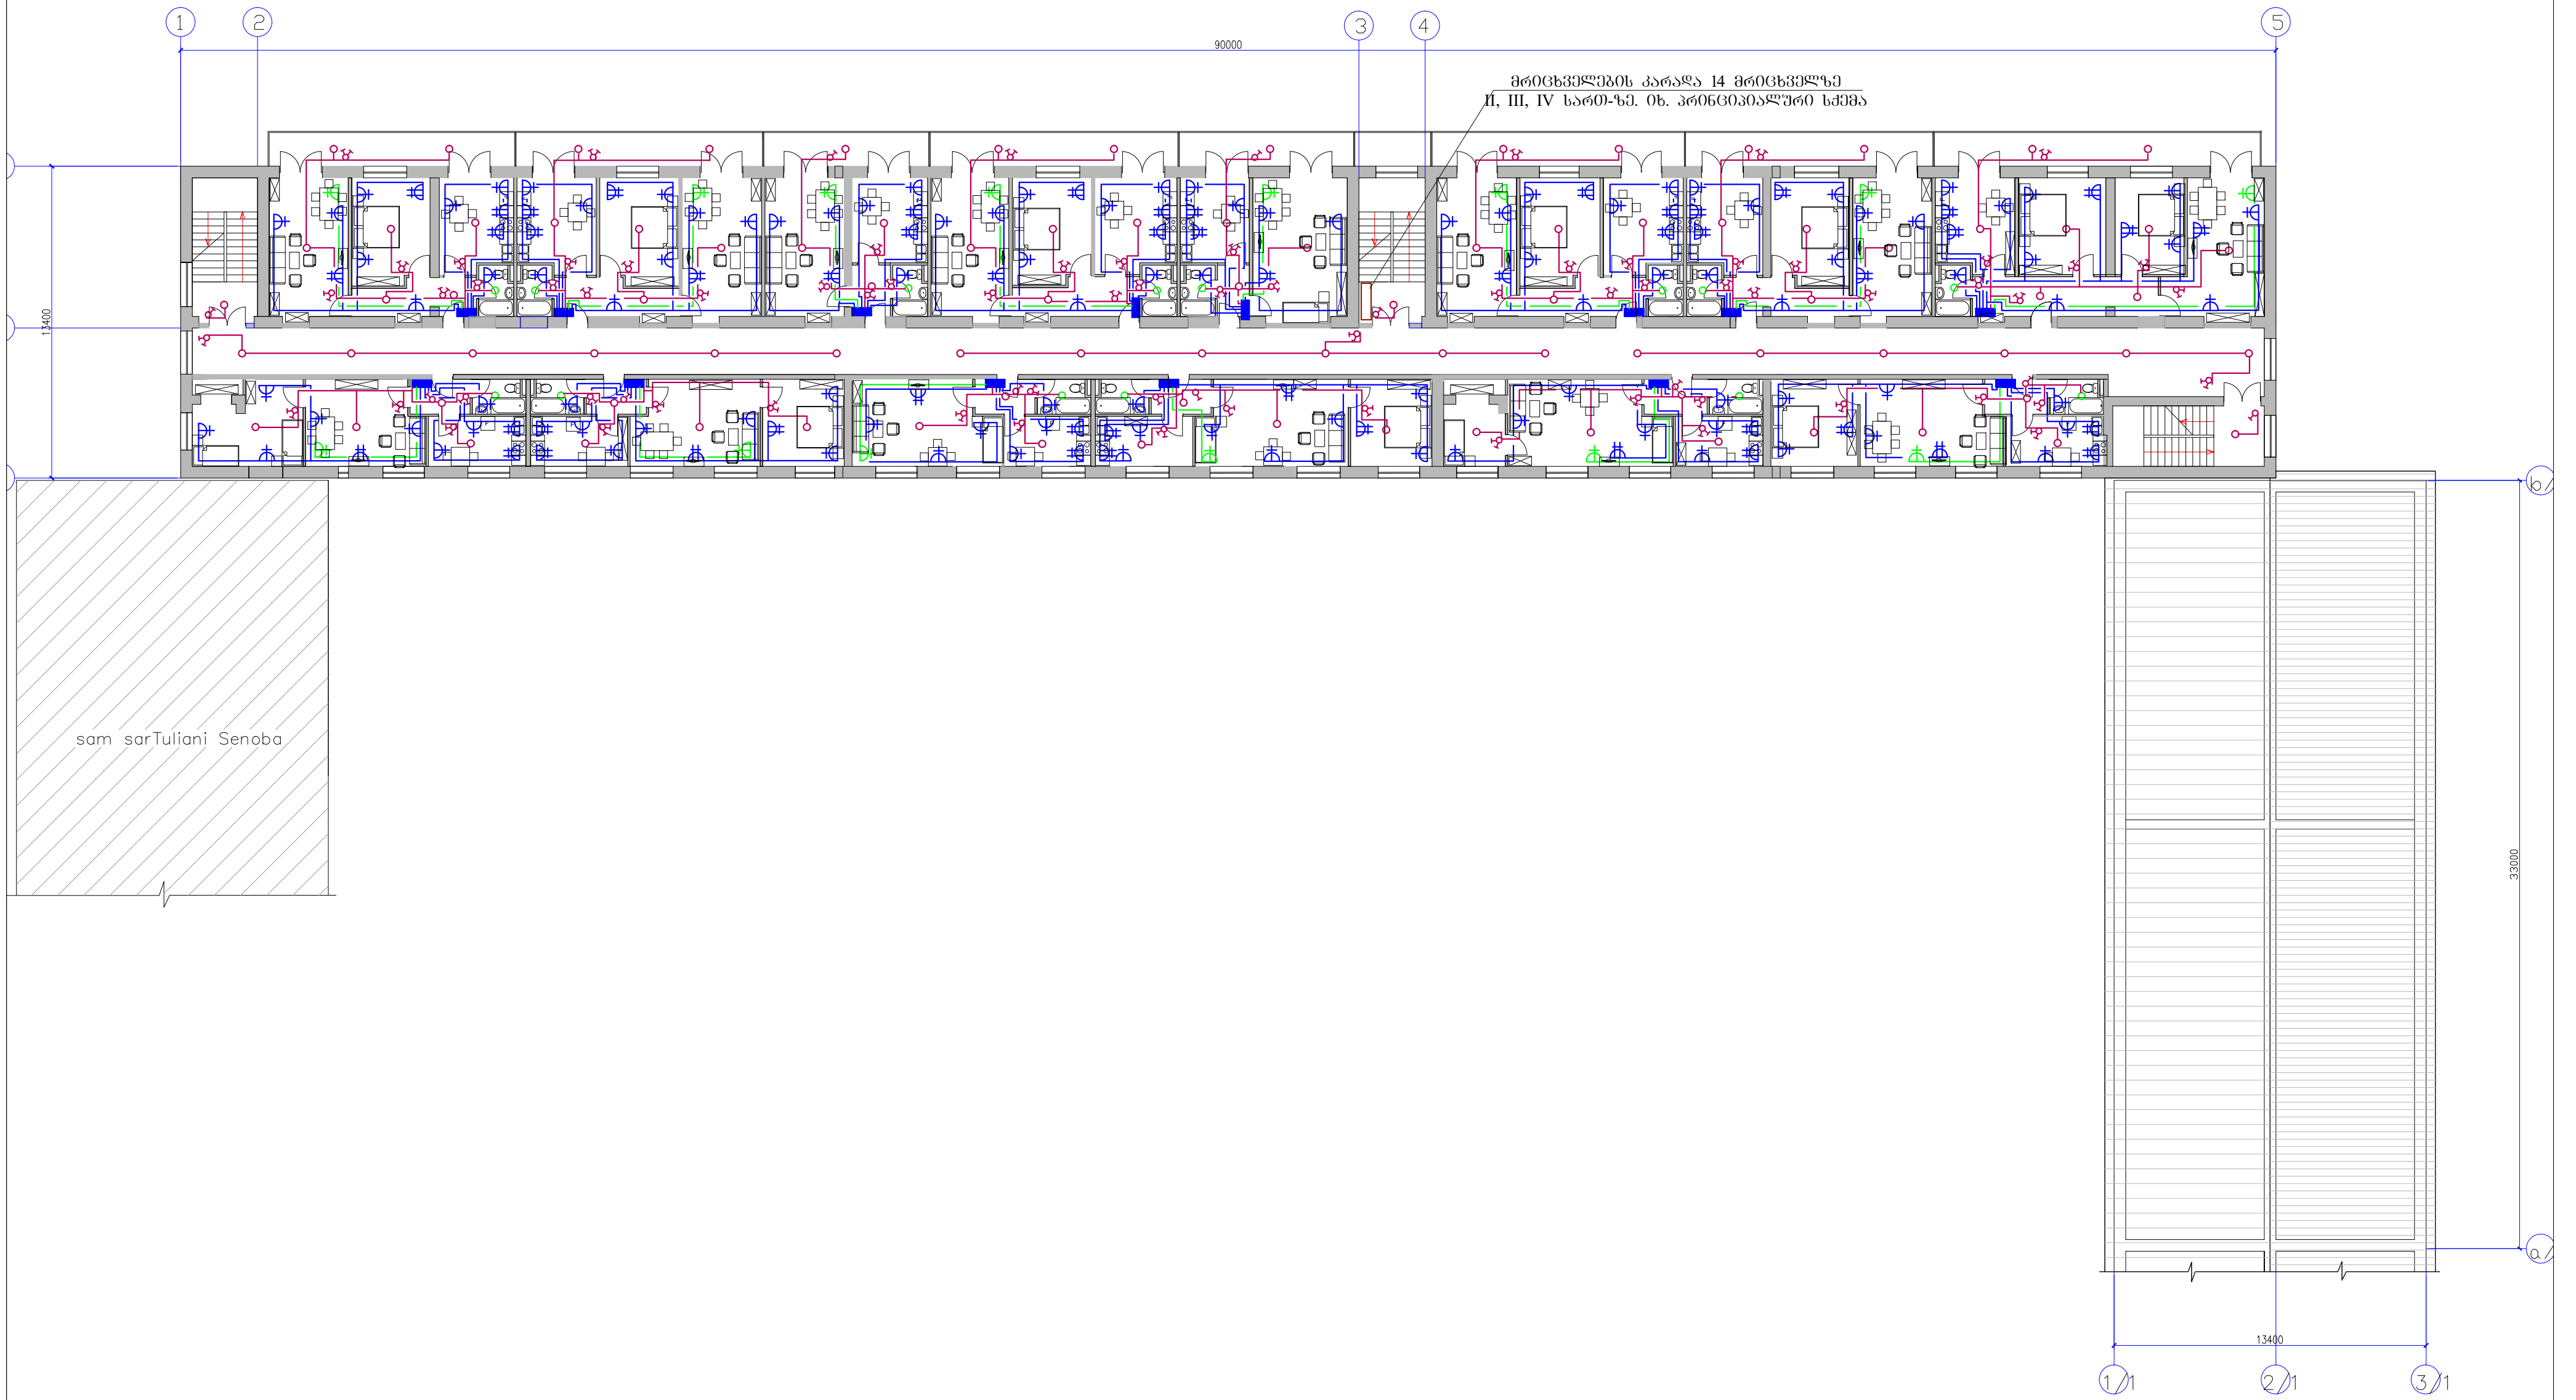 1
2
3
4
5
90000
მრიცხველების კარადა 14 მრიცხველზე
II, III, IV სართ-ზე. იხ. პრინციპიალური სქემა
13400
b/
sam sarTuliani Senoba
33000
a/
13400
1/1
2/1
3/1